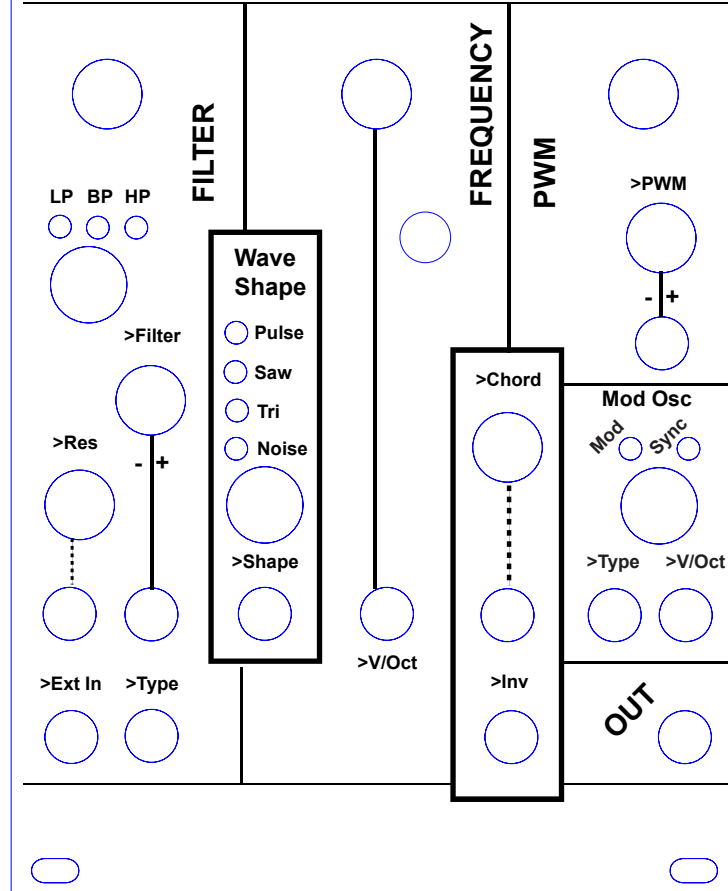 FILTER
FREQUENCY
PWM
LP BP HP
>PWM
- +
Wave
Shape
Pulse
Saw
Tri
Noise
>Filter
- +
>Res
>Shape
>Chord
Mod Osc
Mod
Sync
>Type
>V/Oct
>V/Oct
>Ext In
>Type
>Inv
OUT